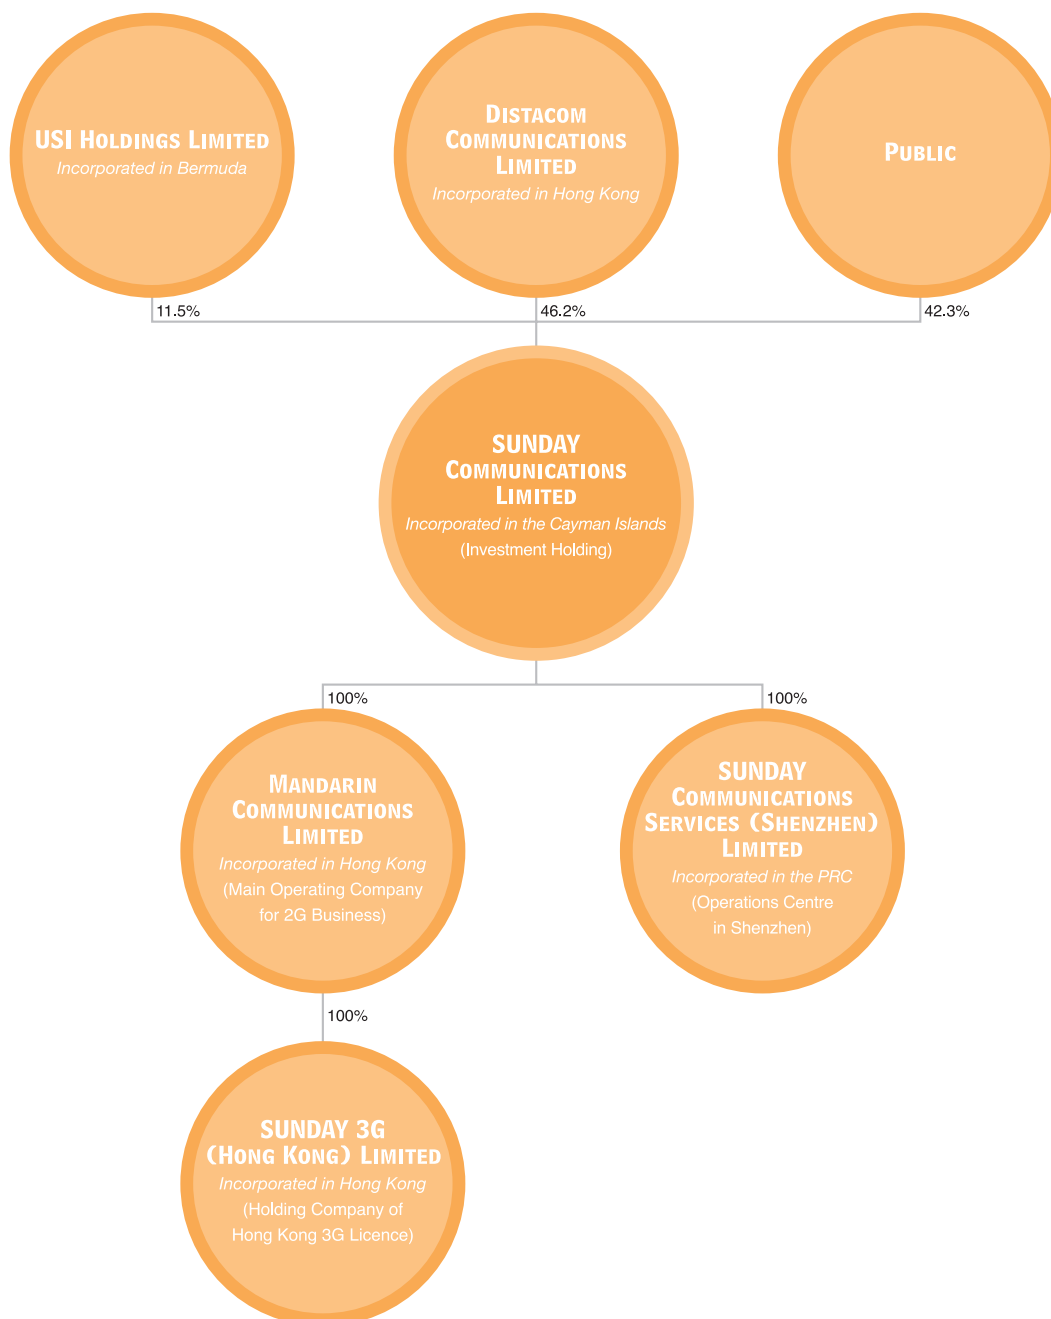 USI Holdings Limited
Incorporated in Bermuda
Distacom
Communications
Limited
Incorporated in Hong Kong
Public
11.5%
46.2%
42.3%
SUNDAY
Communications
Limited
Incorporated in the Cayman Islands
(Investment Holding)
100%
100%
Mandarin
Communications
Limited
Incorporated in Hong Kong
(Main Operating Company
for 2G Business)
SUNDAY
Communications
Services (Shenzhen)
Limited
Incorporated in the PRC
(Operations Centre
in Shenzhen)
100%
SUNDAY 3G
(Hong Kong) Limited
Incorporated in Hong Kong
(Holding Company of
Hong Kong 3G Licence)